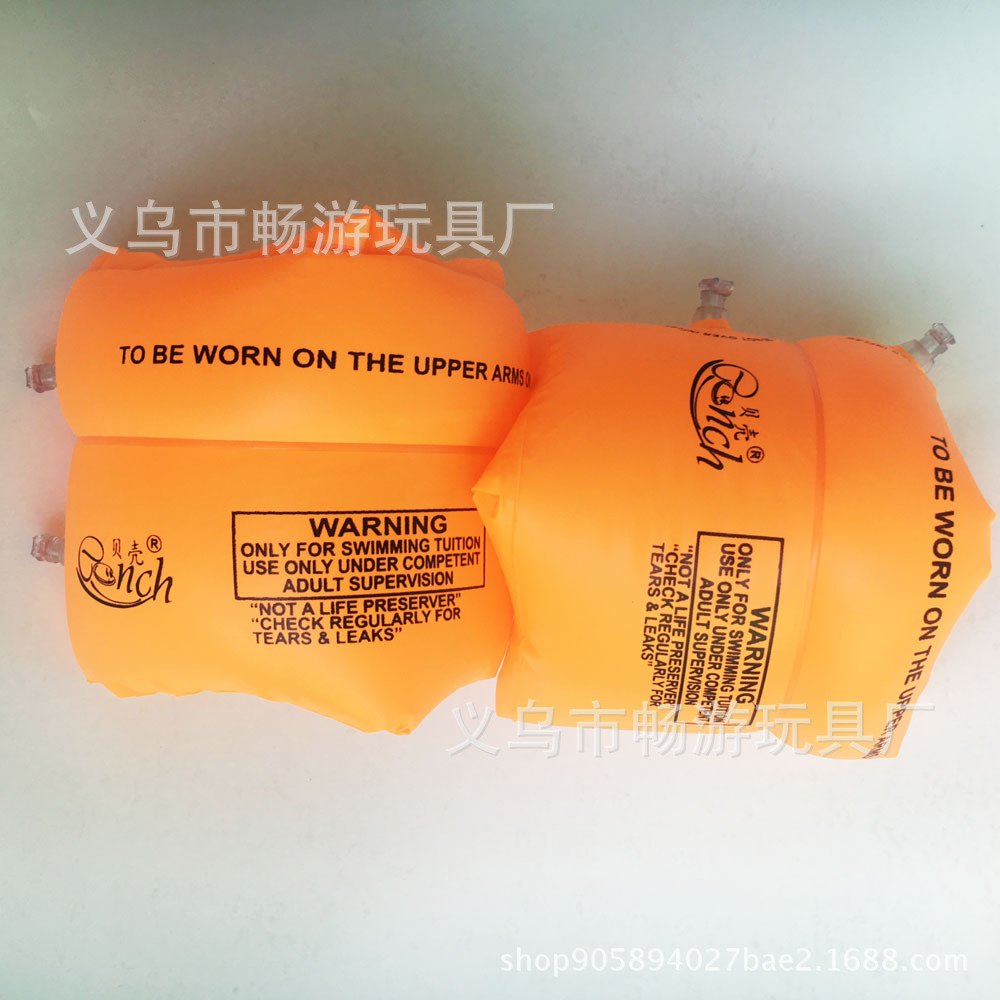 义乌市畅游玩具厂
TO BE WORN ON THE UPPER ARMS
贝壳®
Conch
WARNING
ONLY FOR SWIMMING TUITION
USE ONLY UNDER COMPETENT
ADULT SUPERVISION
"NOT A LIFE PRESERVER"
"CHECK REGULARLY FOR
TEARS & LEAKS"
贝壳®
Conch
WARNING
ONLY FOR SWIMMING TUITION
USE ONLY UNDER COMPETENT
ADULT SUPERVISION
"NOT A LIFE PRESERVER
"CHECK REGULARLY FOR
TEARS & LEAKS"
TO BE WORN ON THE UPPER
义乌市畅游玩具厂
shop905894027bae2.1688.com